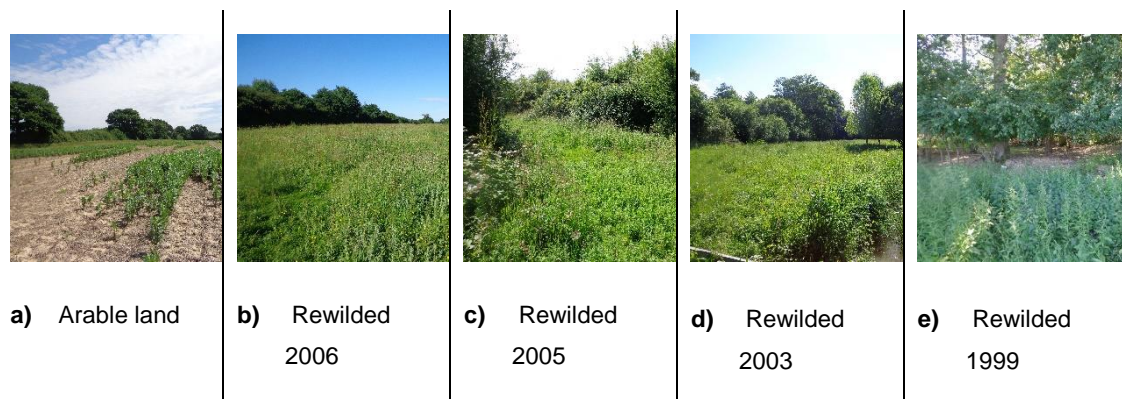 a) Arable land
b) Rewilded
2006
c) Rewilded
2005
d) Rewilded
2003
e) Rewilded
1999